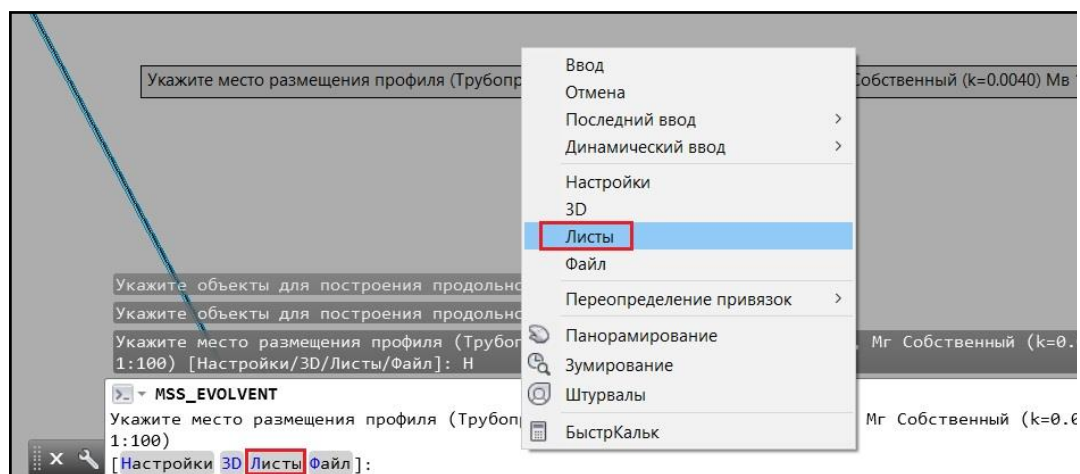 Укажите место размещения профиля (Трубопр
Собственный (k=0.0040) Мв
Ввод
Отмена
Последний ввод
Динамический ввод
Настройки
3D
Листы
Файл
Переопределение привязок
Панорамирование
Зумирование
Штурвалы
БыстрКальк
Укажите объекты для построения продольно
Укажите объекты для построения продольно
Укажите место размещения профиля (Трубоп
Мг Собственный (k=0.
1:100) [Настройки/3D/Листы/Файл]: Н
MSS_EVOLVENT
Укажите место размещения профиля (Трубоп
Мг Собственный (k=0.0
1:100)
[Настройки 3D Листы Файл]: